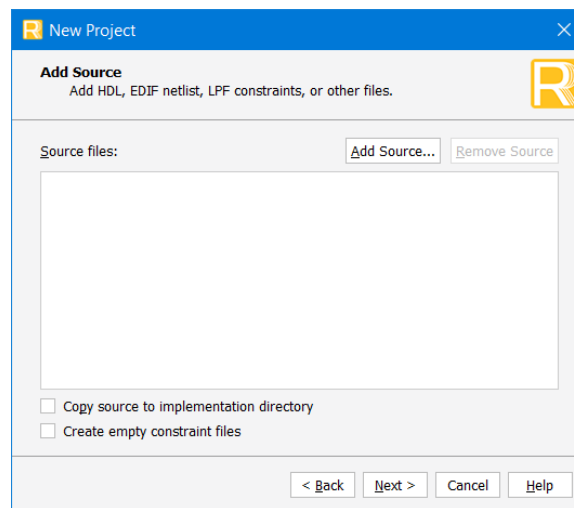 R New Project
Add Source
Add HDL, EDIF netlist, LPF constraints, or other files.
R
Source files: Add Source... Remove Source
Copy source to implementation directory
Create empty constraint files
< Back Next > Cancel Help